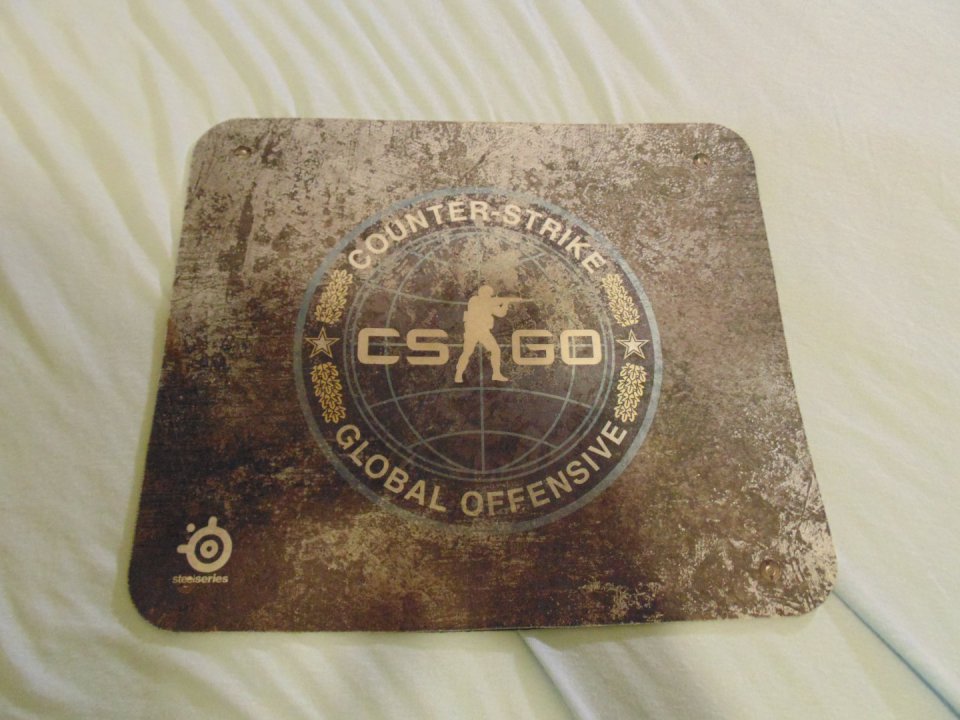 COUNTER-STRIKE
CS GO
GLOBAL OFFENSIVE
steelseries